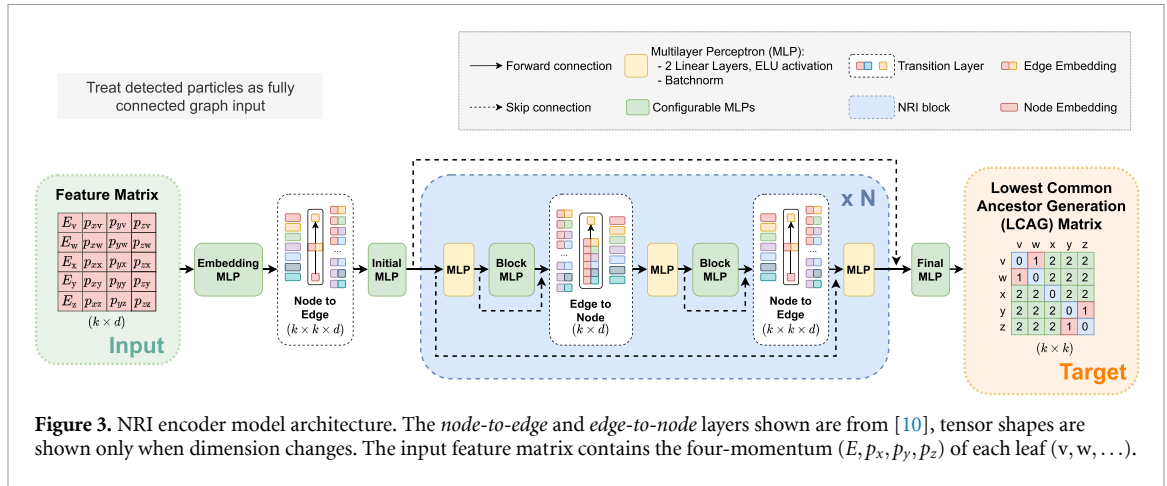 Treat detected particles as fully
connected graph input
Forward connection
Skip connection
Multilayer Perceptron (MLP):
- 2 Linear Layers, ELU activation
- Batchnorm
Configurable MLPs
Transition Layer
NRI block
Edge Embedding
Node Embedding
Feature Matrix
E_v p_xv p_yv p_zv
E_w p_xw p_yw p_zw
E_x p_xx p_yx p_zx
E_y p_xy p_yy p_zy
E_z p_xz p_yz p_zz
(k × d)
Input
Embedding
MLP
...
Node to
Edge
(k × k × d)
Initial
MLP
x N
MLP
Block
MLP
...
Edge to
Node
(k × d)
MLP
Block
MLP
...
Node to
Edge
(k × k × d)
MLP
Final
MLP
Lowest Common
Ancestor Generation
(LCAG) Matrix
v w x y z
v 0 1 2 2 2
w 1 0 2 2 2
x 2 2 0 2 2
y 2 2 2 0 1
z 2 2 2 1 0
(k × k)
Target
Figure 3. NRI encoder model architecture. The node-to-edge and edge-to-node layers shown are from [10], tensor shapes are
shown only when dimension changes. The input feature matrix contains the four-momentum (E, p_x, p_y, p_z) of each leaf (v, w, ...).